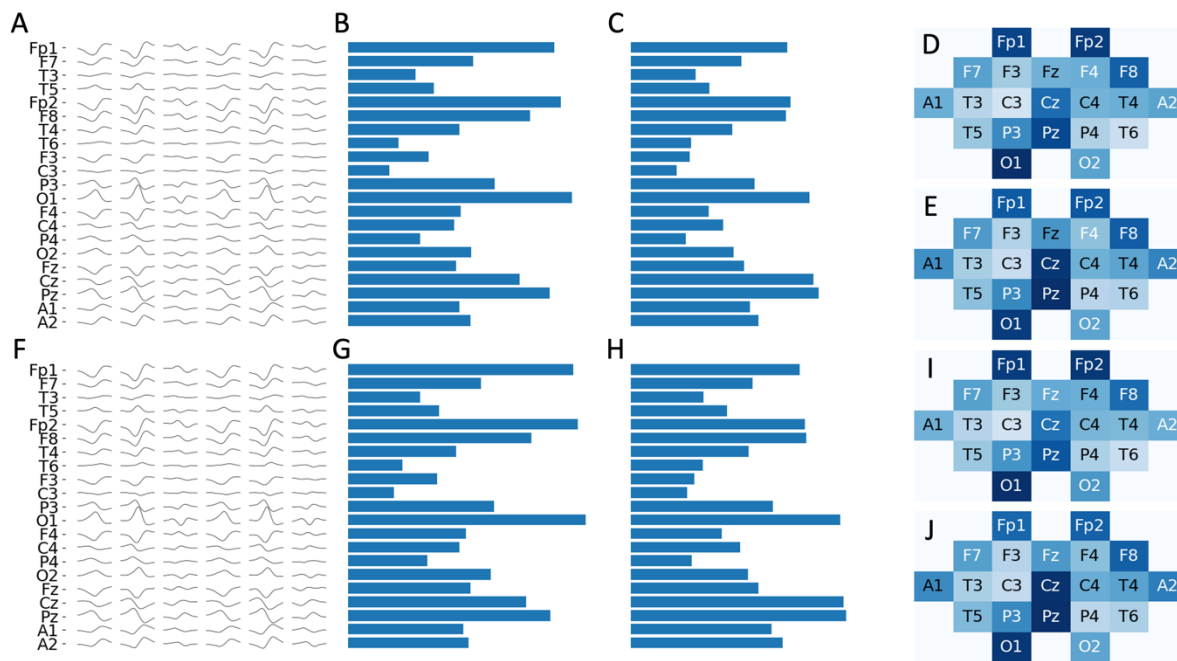 A B C
Fp1
F7
T3
T5
Fp2
F8
T4
T6
F3
C3
P3
O1
F4
C4
P4
O2
Fz
Cz
Pz
A1
A2
D
Fp1 Fp2
F7 F3 Fz F4 F8
A1 T3 C3 Cz C4 T4 A2
T5 P3 Pz P4 T6
O1 O2
E
Fp1 Fp2
F7 F3 Fz F4 F8
A1 T3 C3 Cz C4 T4 A2
T5 P3 Pz P4 T6
O1 O2
F G H
Fp1
F7
T3
T5
Fp2
F8
T4
T6
F3
C3
P3
O1
F4
C4
P4
O2
Fz
Cz
Pz
A1
A2
I
Fp1 Fp2
F7 F3 Fz F4 F8
A1 T3 C3 Cz C4 T4 A2
T5 P3 Pz P4 T6
O1 O2
J
Fp1 Fp2
F7 F3 Fz F4 F8
A1 T3 C3 Cz C4 T4 A2
T5 P3 Pz P4 T6
O1 O2